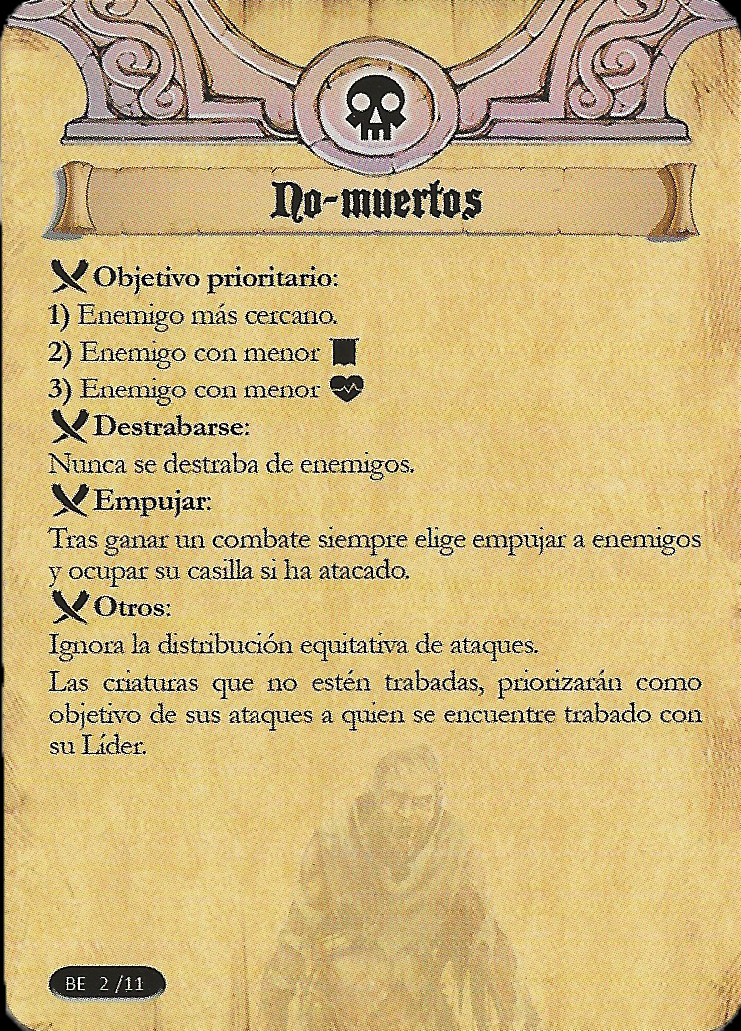 No-muertos
Objetivo prioritario:
1) Enemigo más cercano.
2) Enemigo con menor
3) Enemigo con menor
Destrabarse:
Nunca se destraba de enemigos.
Empujar:
Tras ganar un combate siempre elige empujar a enemigos
y ocupar su casilla si ha atacado.
Otros:
Ignora la distribución equitativa de ataques.
Las criaturas que no estén trabadas, priorizarán como
objetivo de sus ataques a quien se encuentre trabado con
su Líder.
BE 2 /11